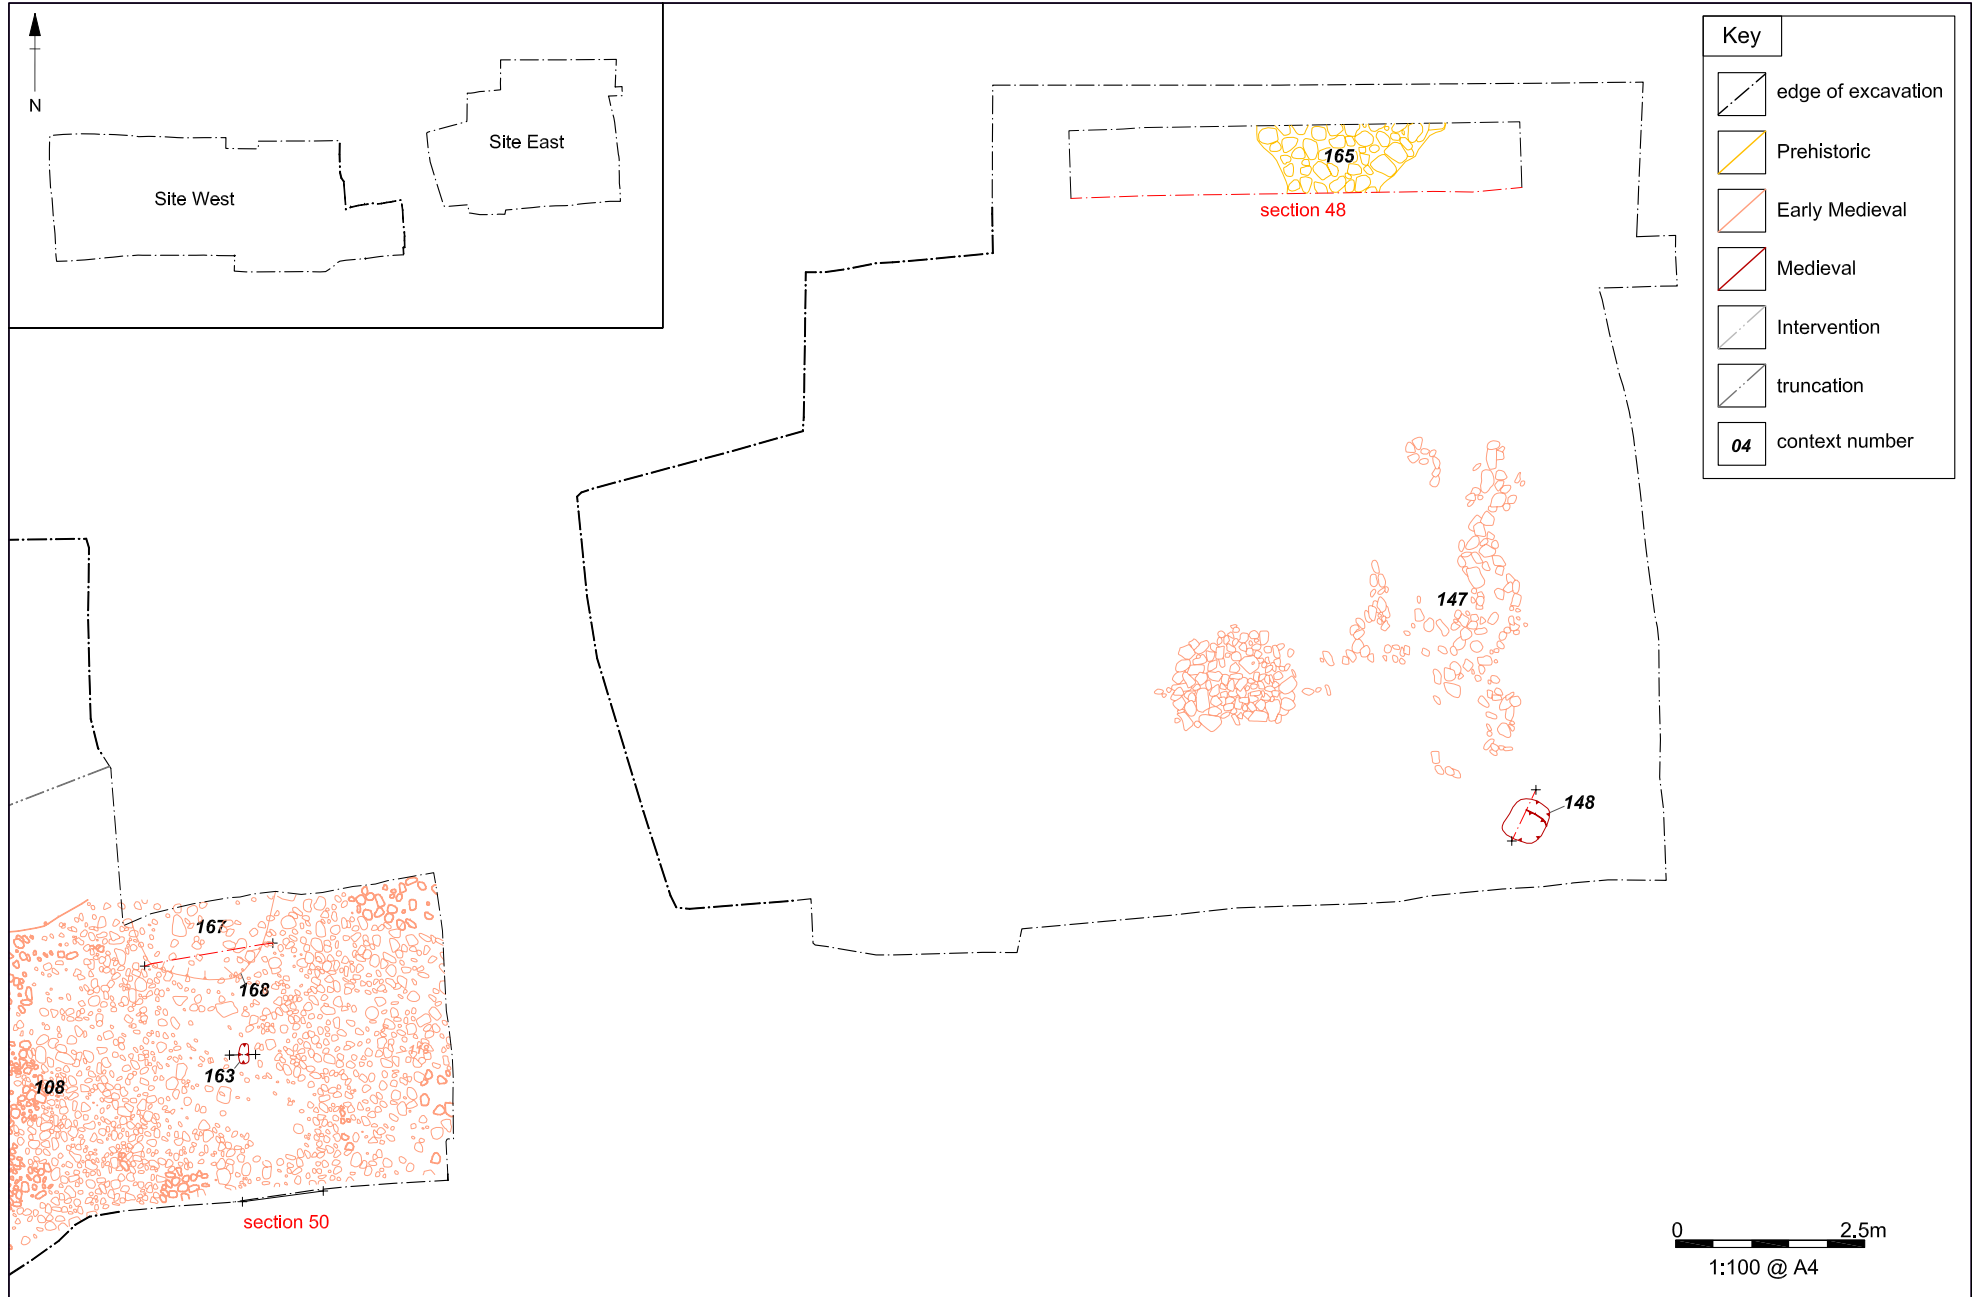 N
Site West
Site East
Key
edge of excavation
Prehistoric
Early Medieval
Medieval
Intervention
truncation
04 context number
165
section 48
147
148
167
168
163
108
section 50
0 2.5m
1:100 @ A4